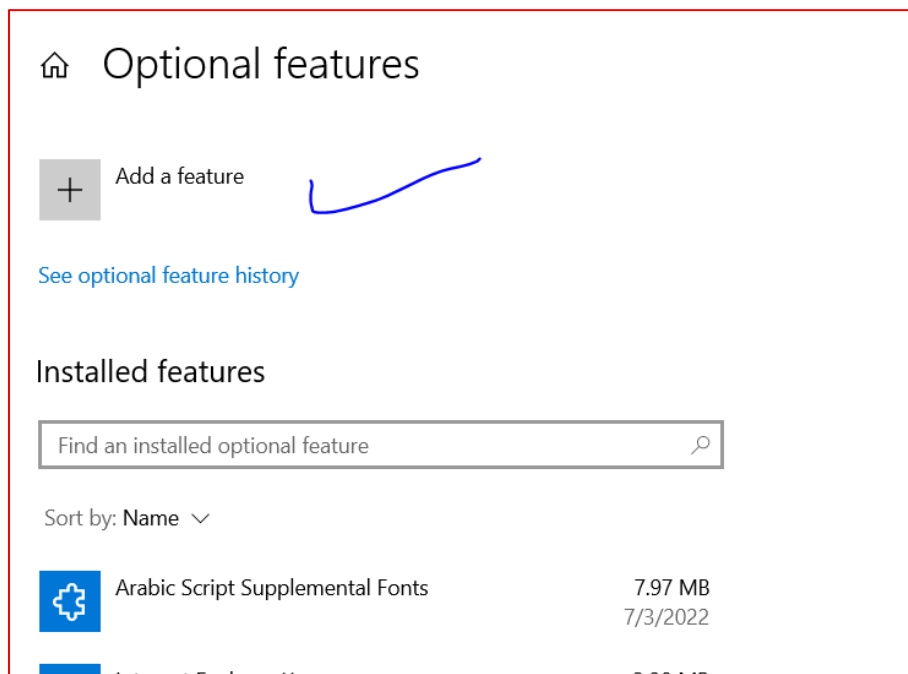 Optional features
Add a feature
See optional feature history
Installed features
Find an installed optional feature
Sort by: Name
Arabic Script Supplemental Fonts 7.97 MB
7/3/2022